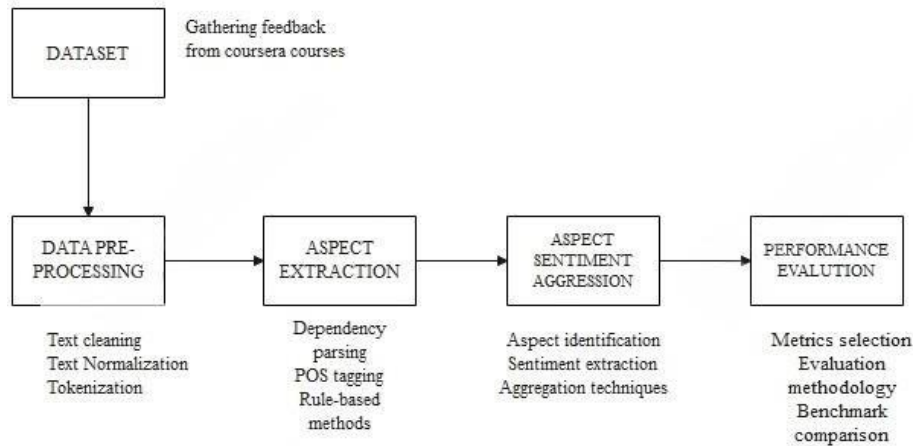 DATASET
Gathering feedback
from coursera courses
DATA PRE-
PROCESSING
ASPECT
EXTRACTION
ASPECT
SENTIMENT
AGGRESSION
PERFORMANCE
EVALUTION
Text cleaning
Text Normalization
Tokenization
Dependency
parsing
POS tagging
Rule-based
methods
Aspect identification
Sentiment extraction
Aggregation techniques
Metrics selection
Evaluation
methodology
Benchmark
comparison